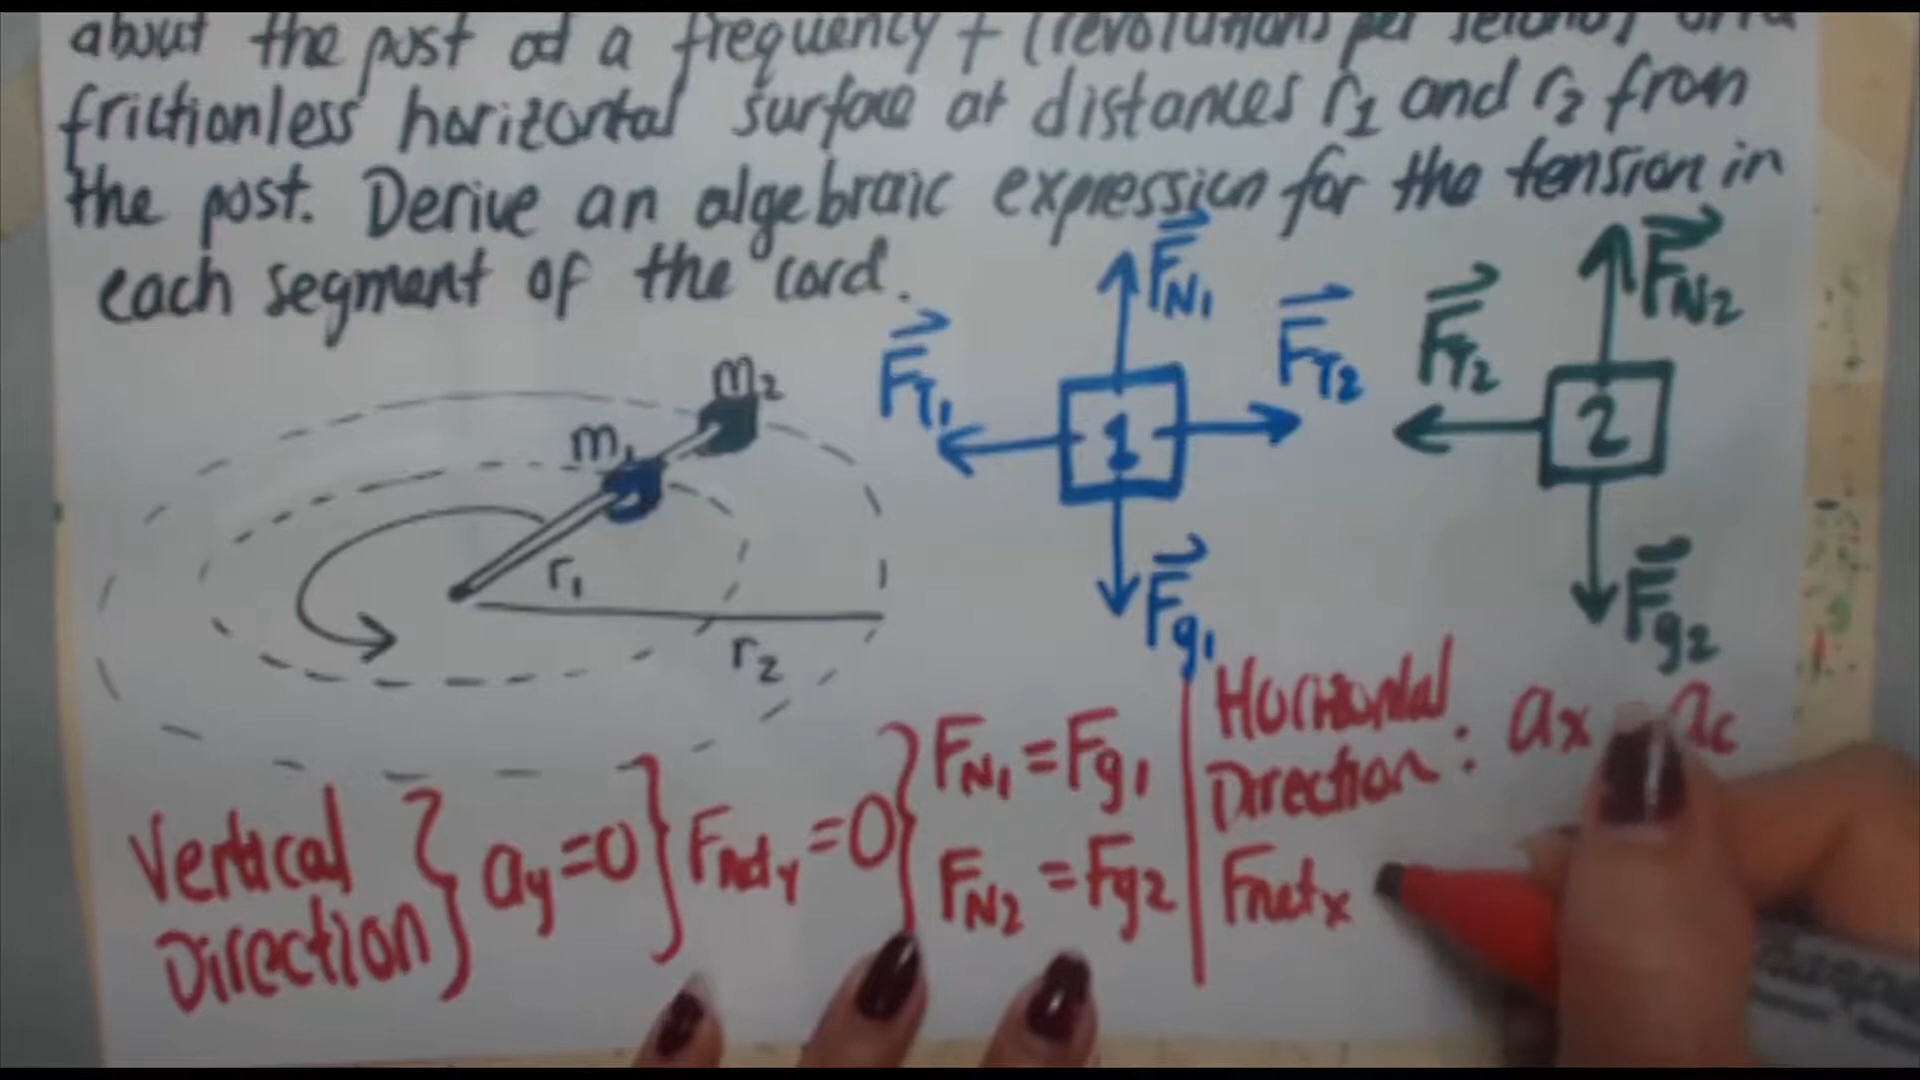 about the post at a frequency f (revolutions per second) on a
frictionless horizontal surface at distances r1 and r2 from
the post. Derive an algebraic expression for the tension in
each segment of the cord.
FN1
FN2
FT1
FT2
FT2
1
2
Fg1
Fg2
m2
m1
r1
r2
Vertical
Direction
ay=0
Fnety=0
FN1=Fg1
FN2=Fg2
Horizontal
Direction:
ax ac
Fnetx